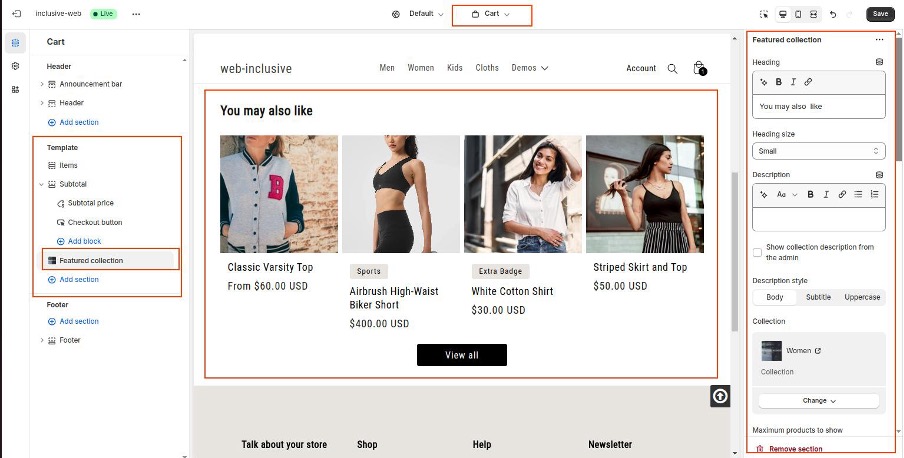 inclusive-web
Live
Default
Cart
Save
Cart
Header
Announcement bar
Header
Add section
Template
Items
Subtotal
Subtotal price
Checkout button
Add block
Featured collection
Add section
Footer
Add section
Footer
web-inclusive
Men Women Kids Cloths Demos
Account
1
You may also like
B
Classic Varsity Top
From $60.00 USD
Sports
Airbrush High-Waist
Biker Short
$400.00 USD
Extra Badge
White Cotton Shirt
$30.00 USD
Striped Skirt and Top
$50.00 USD
View all
Talk about your store Shop Help Newsletter
Featured collection
Heading
B I
You may also like
Heading size
Small
Description
Aa B I
Show collection description from
the admin
Description style
Body Subtitle Uppercase
Collection
Women
Collection
Change
Maximum products to show
Remove section